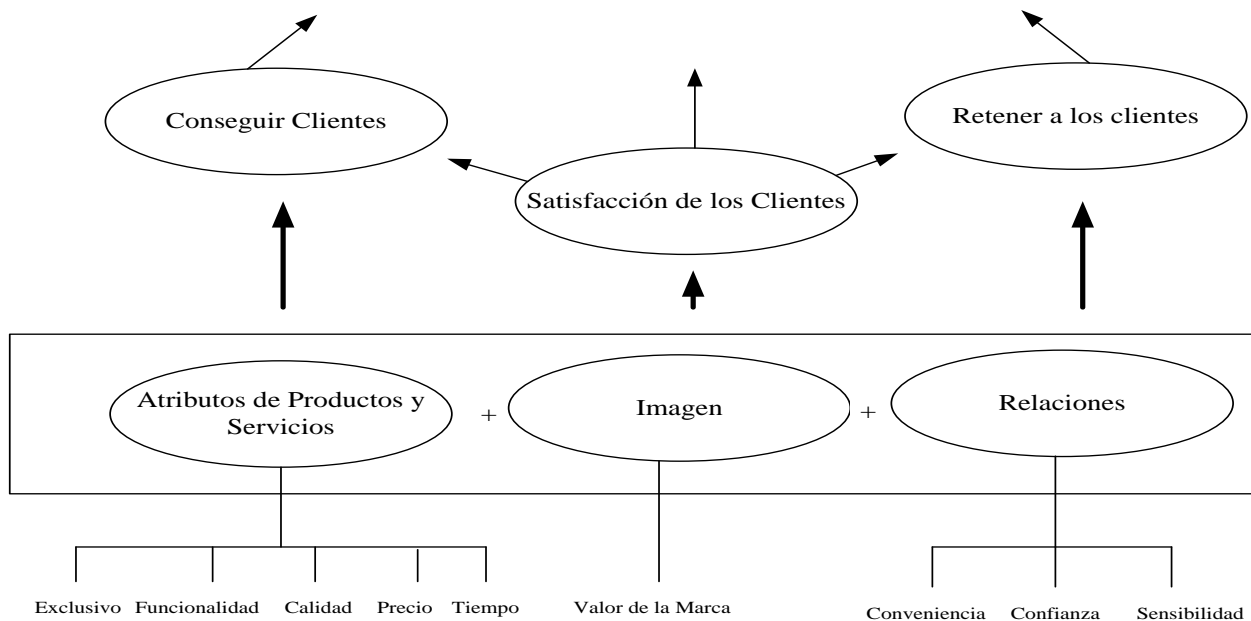 Conseguir Clientes
Retener a los clientes
Satisfacción de los Clientes
Atributos de Productos y
Servicios
+
Imagen
+
Relaciones
Exclusivo
Funcionalidad
Calidad
Precio
Tiempo
Valor de la Marca
Conveniencia
Confianza
Sensibilidad